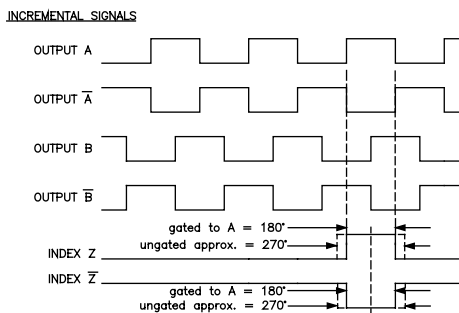 INCREMENTAL SIGNALS
OUTPUT A
OUTPUT A̅
OUTPUT B
OUTPUT B̅
gated to A = 180°
ungated approx. = 270°
INDEX Z
INDEX Z̅
gated to A = 180°
ungated approx. = 270°